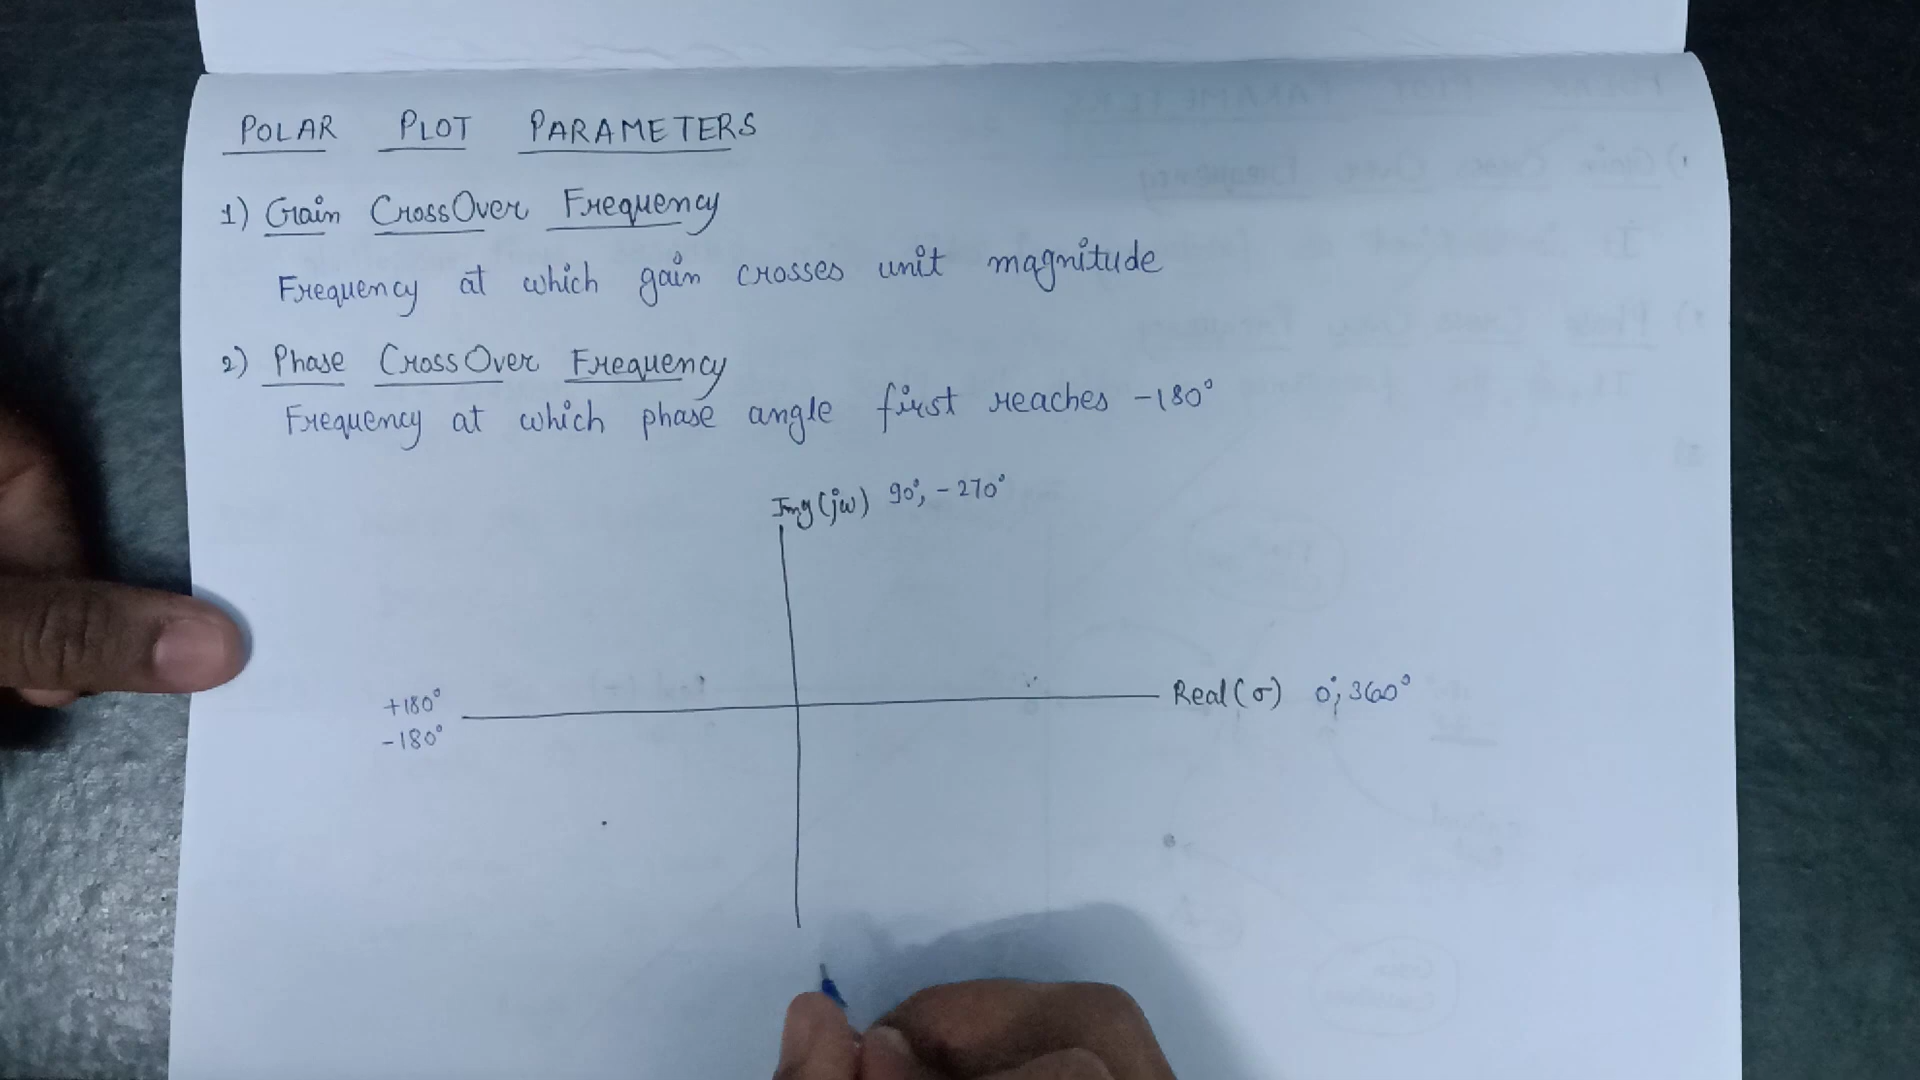 POLAR PLOT PARAMETERS
1) Gain CrossOver Frequency
Frequency at which gain crosses unit magnitude
2) Phase CrossOver Frequency
Frequency at which phase angle first reaches -180°
Img(jω) 90°, -270°
+180°
-180°
Real(σ) 0°, 360°